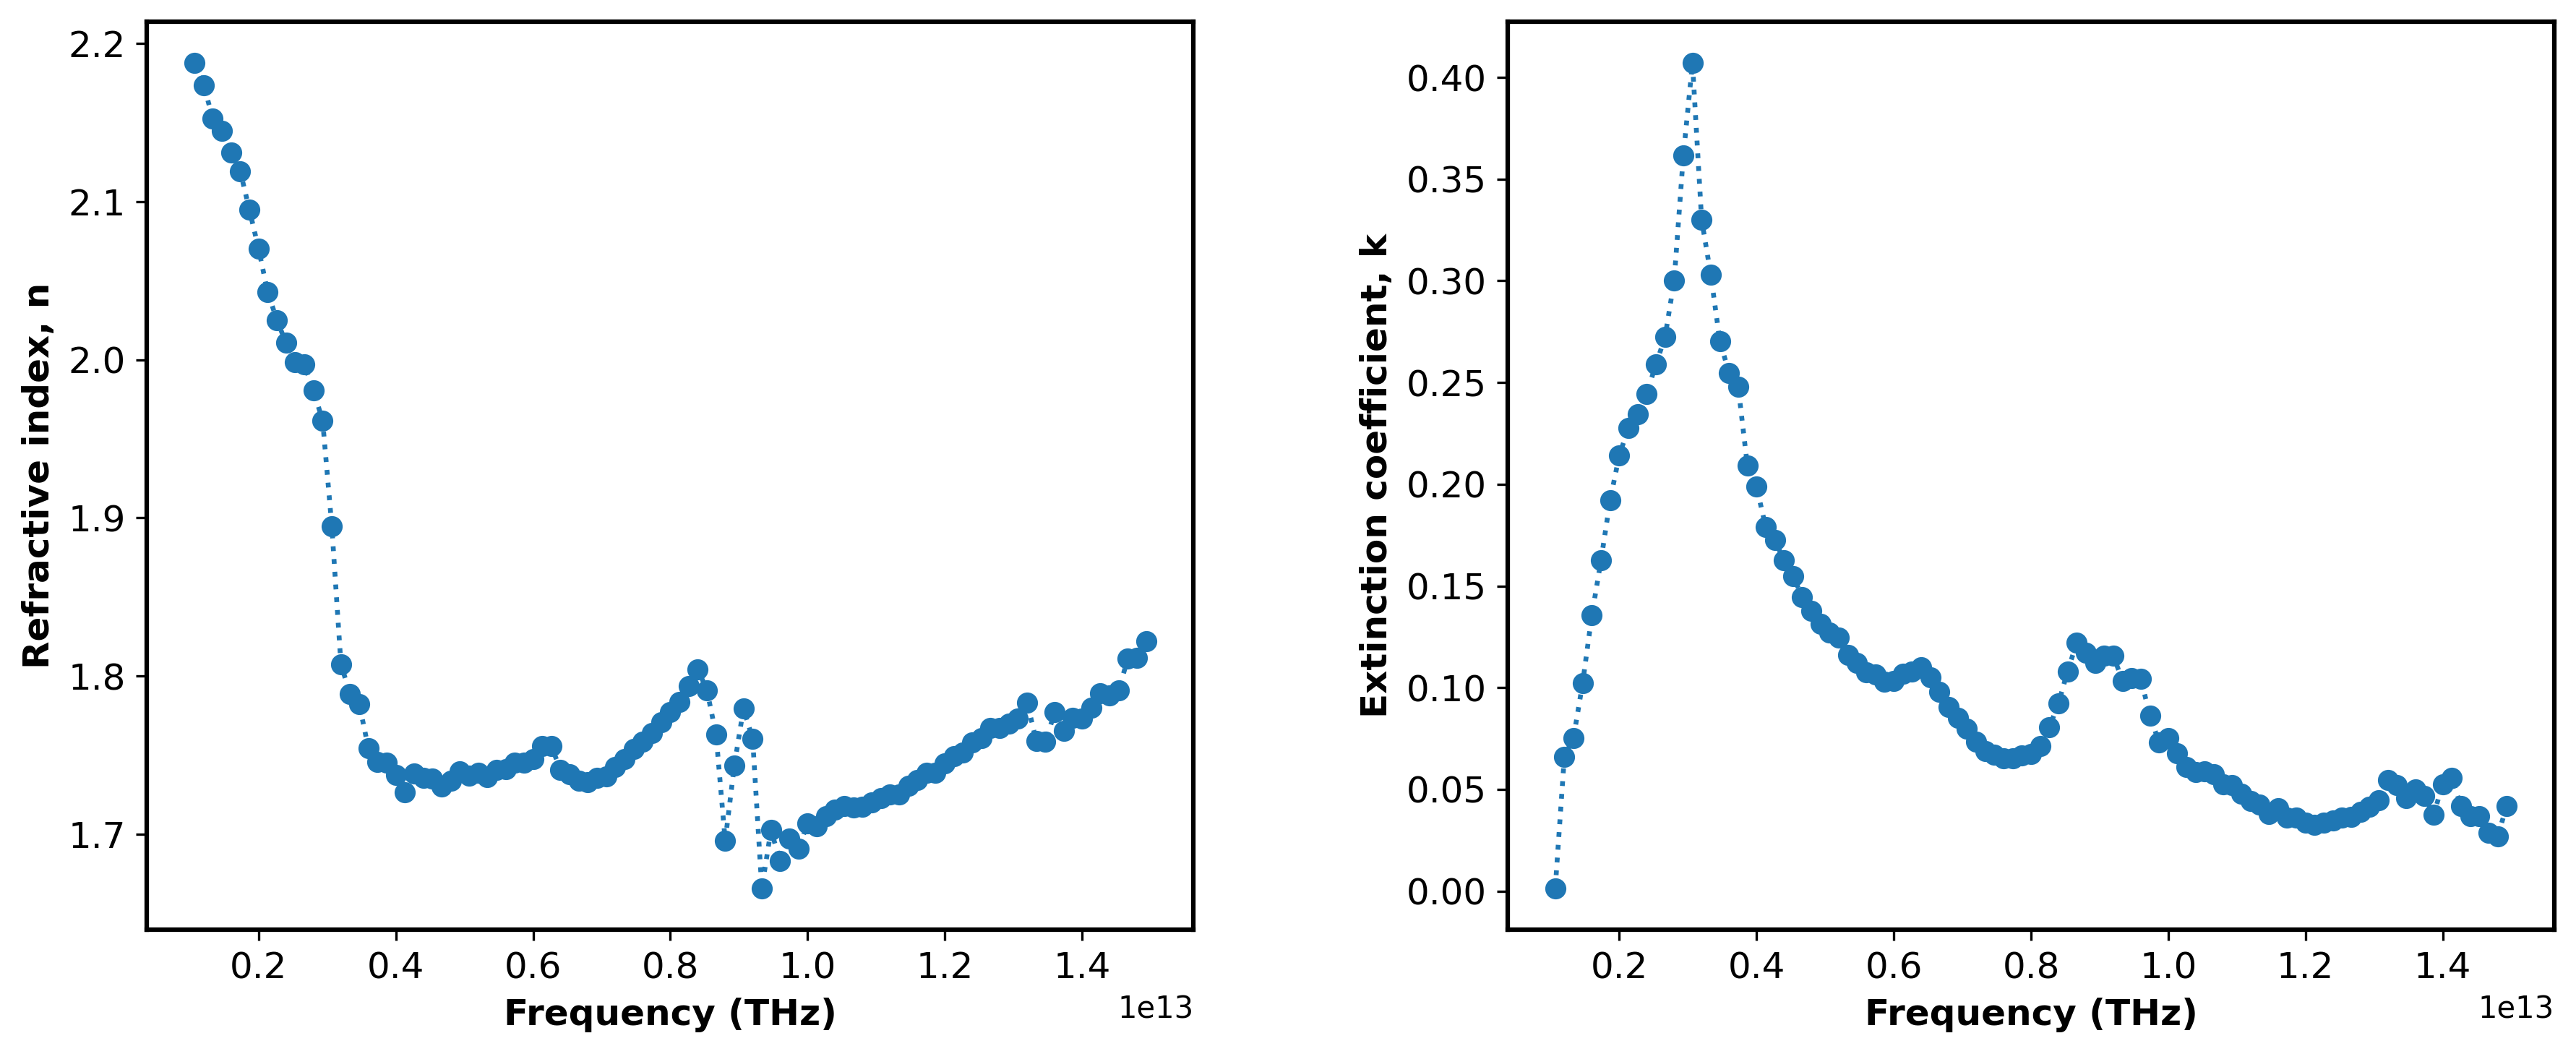 2.2
2.1
2.0
1.9
1.8
1.7
Refractive index, n
0.2 0.4 0.6 0.8 1.0 1.2 1.4
1e13
Frequency (THz)
0.40
0.35
0.30
0.25
0.20
0.15
0.10
0.05
0.00
Extinction coefficient, k
0.2 0.4 0.6 0.8 1.0 1.2 1.4
1e13
Frequency (THz)